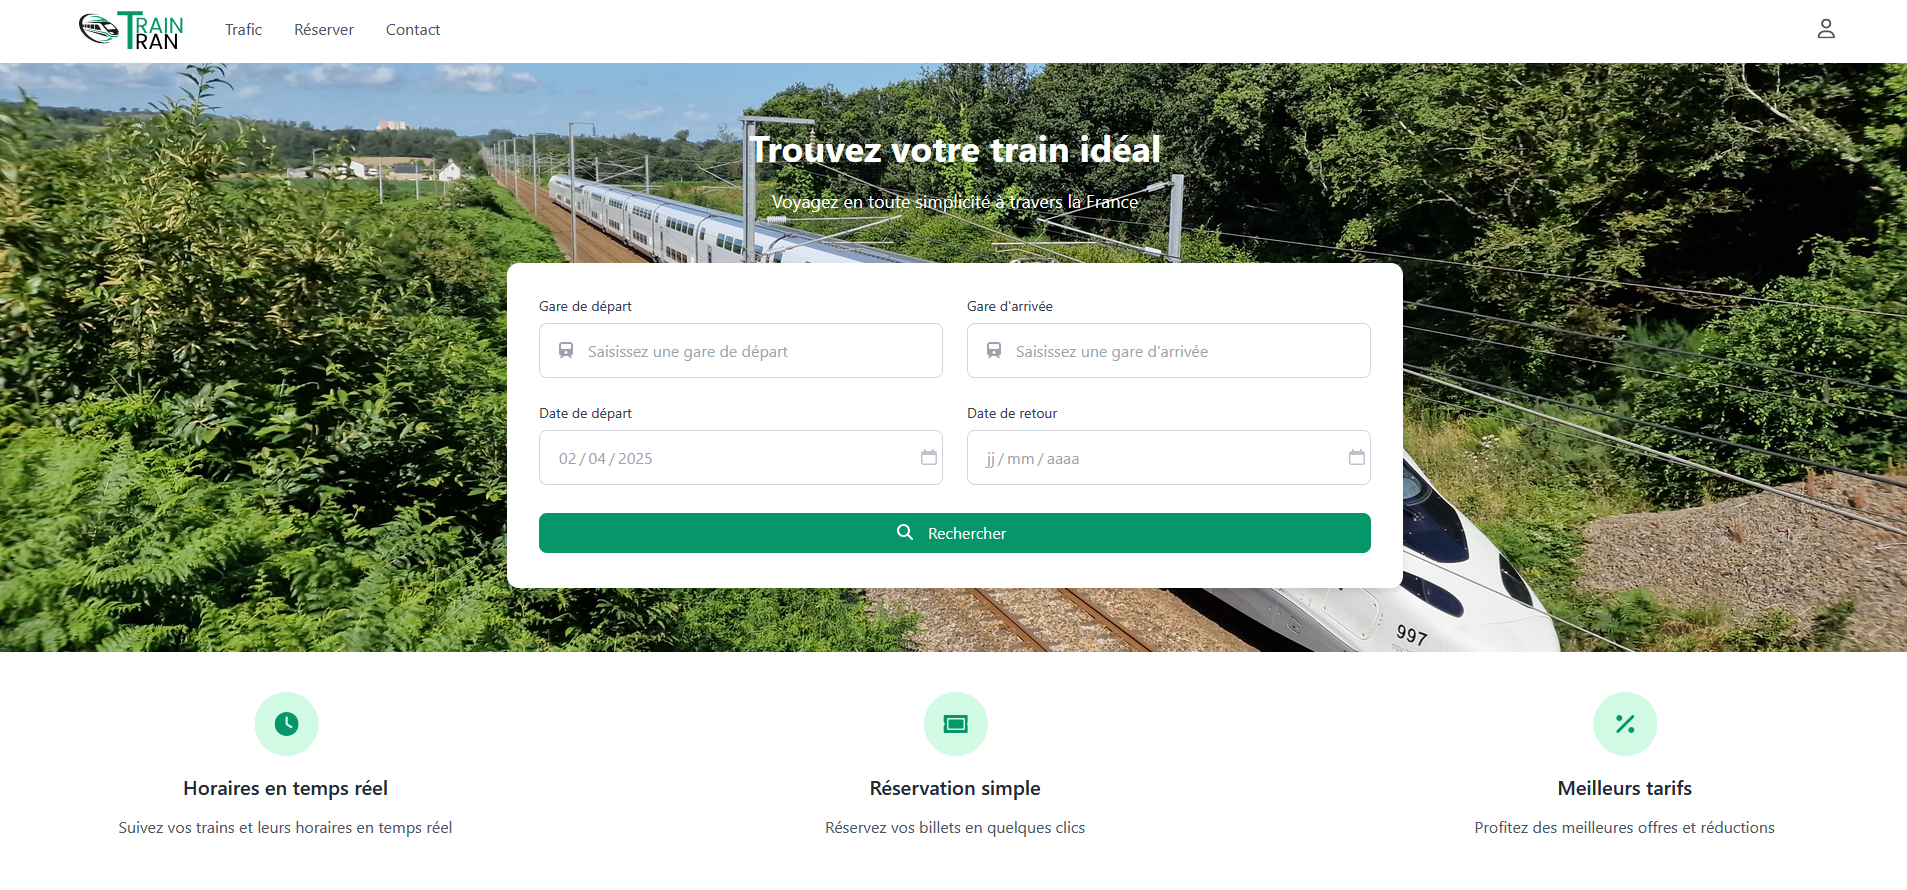 TRAIN
TRAN
Trafic
Réserver
Contact
Trouvez votre train idéal
Voyagez en toute simplicité à travers la France
Gare de départ
Gare d'arrivée
Saisissez une gare de départ
Saisissez une gare d'arrivée
Date de départ
Date de retour
02 / 04 / 2025
jj / mm / aaaa
Rechercher
997
Horaires en temps réel
Réservation simple
Meilleurs tarifs
Suivez vos trains et leurs horaires en temps réel
Réservez vos billets en quelques clics
Profitez des meilleures offres et réductions